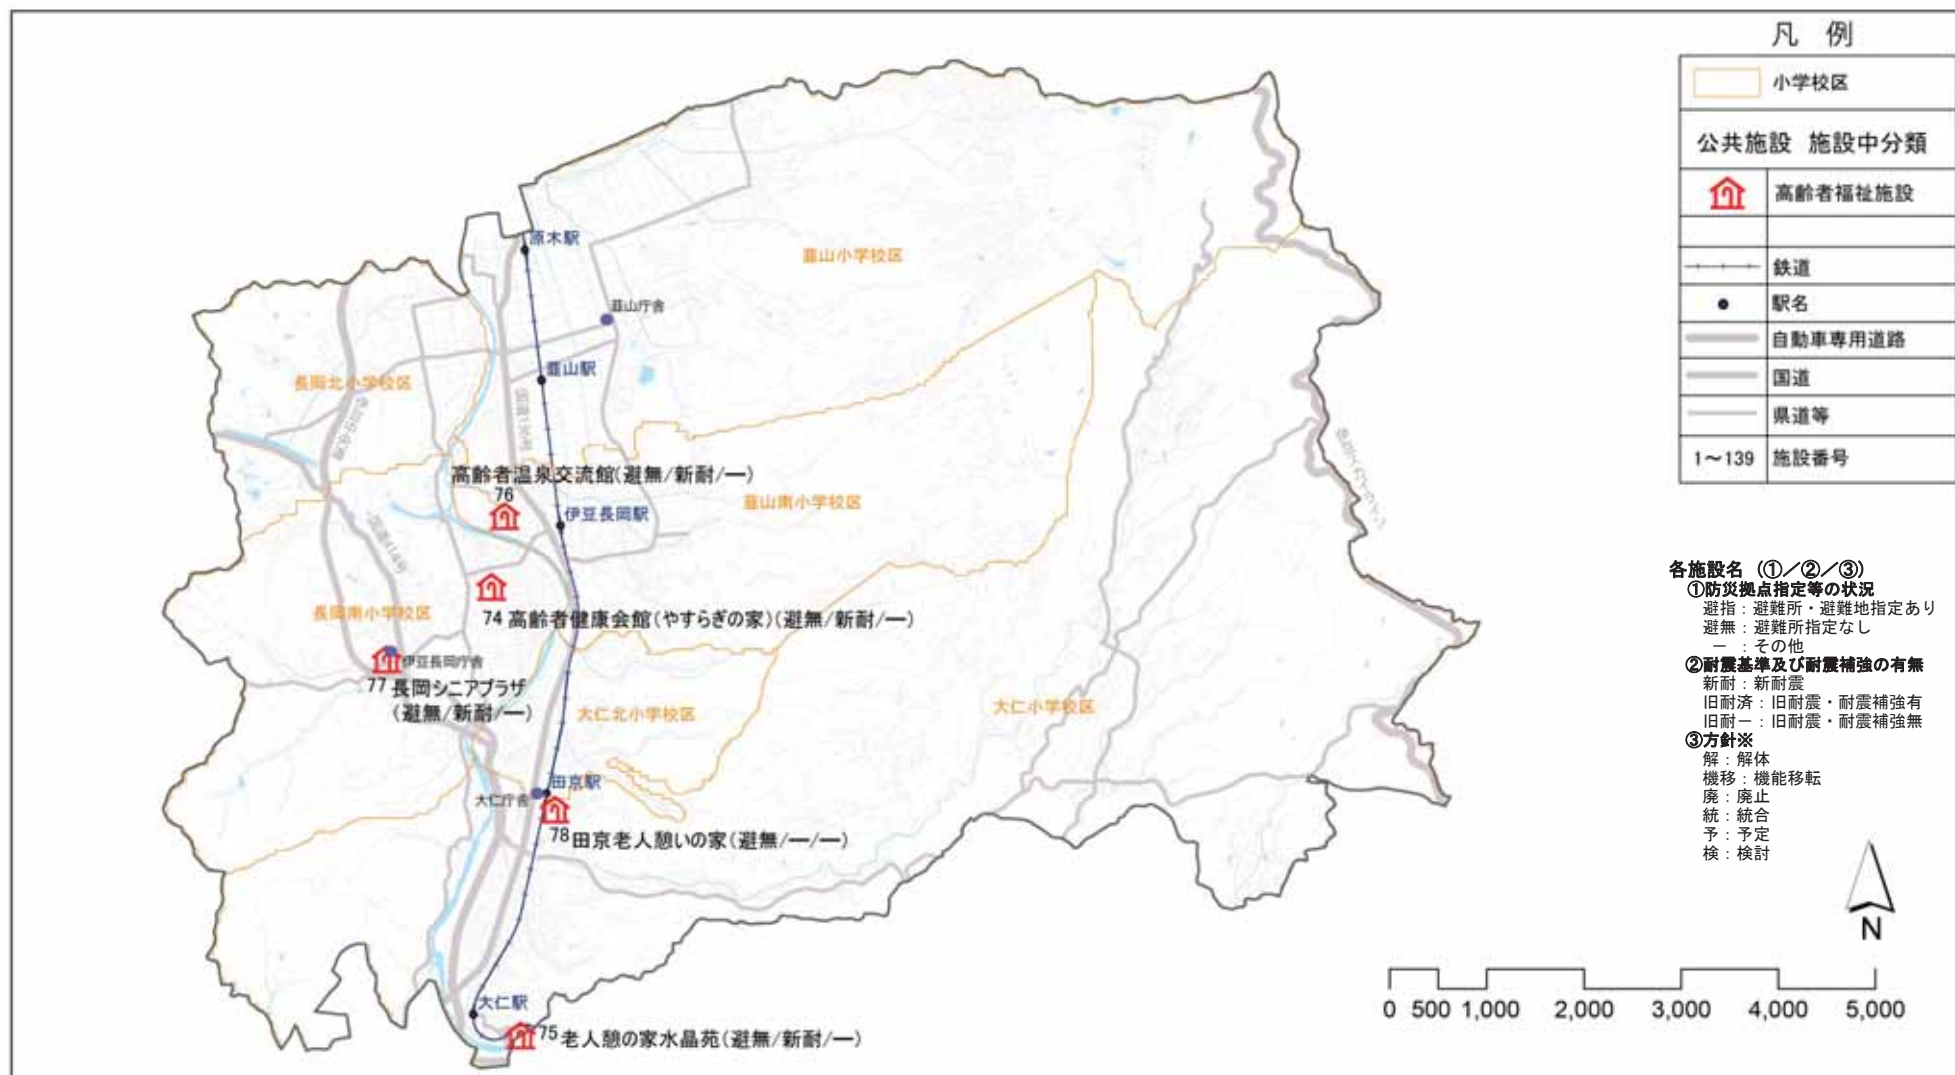 凡 例
小学校区
公共施設 施設中分類
高齢者福祉施設
鉄道
駅名
自動車専用道路
国道
県道等
1～139 施設番号
原木駅
韮山小学校区
韮山庁舎
韮山駅
長岡北小学校区
国道136号
高齢者温泉交流館(避無/新耐/―)
76
伊豆長岡駅
韮山南小学校区
国道414号
長岡南小学校区
74 高齢者健康会館(やすらぎの家)(避無/新耐/―)
伊豆長岡庁舎
77 長岡シニアプラザ
(避無/新耐/―)
大仁北小学校区
大仁小学校区
田京駅
大仁庁舎
78 田京老人憩いの家(避無/―/―)
大仁駅
75 老人憩の家水晶苑(避無/新耐/―)
各施設名 (①／②／③)
①防災拠点指定等の状況
避指：避難所・避難地指定あり
避無：避難所指定なし
－ ：その他
②耐震基準及び耐震補強の有無
新耐：新耐震
旧耐済：旧耐震・耐震補強有
旧耐－：旧耐震・耐震補強無
③方針※
解：解体
機移：機能移転
廃：廃止
統：統合
予：予定
検：検討
N
0 500 1,000 2,000 3,000 4,000 5,000